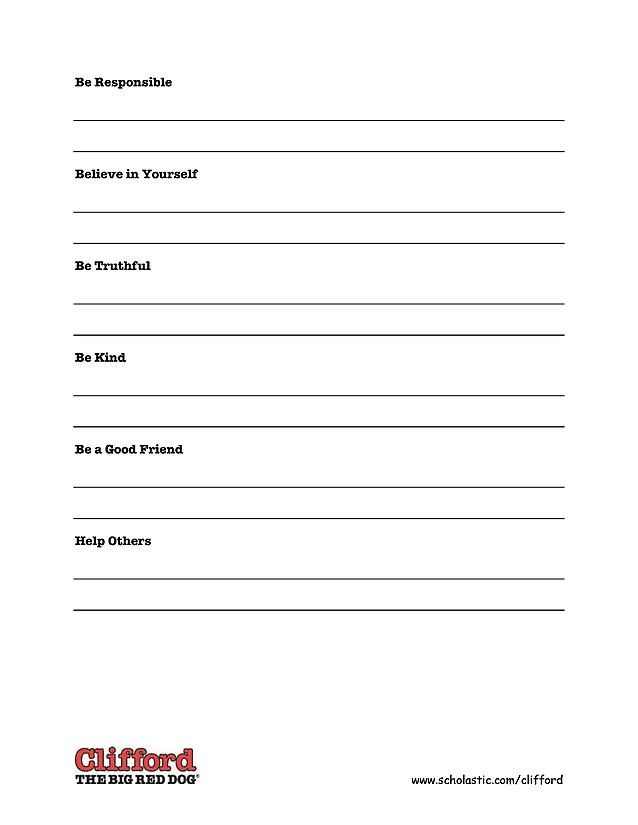 Be Responsible
Believe in Yourself
Be Truthful
Be Kind
Be a Good Friend
Help Others
Clifford
THE BIG RED DOG®
www.scholastic.com/clifford